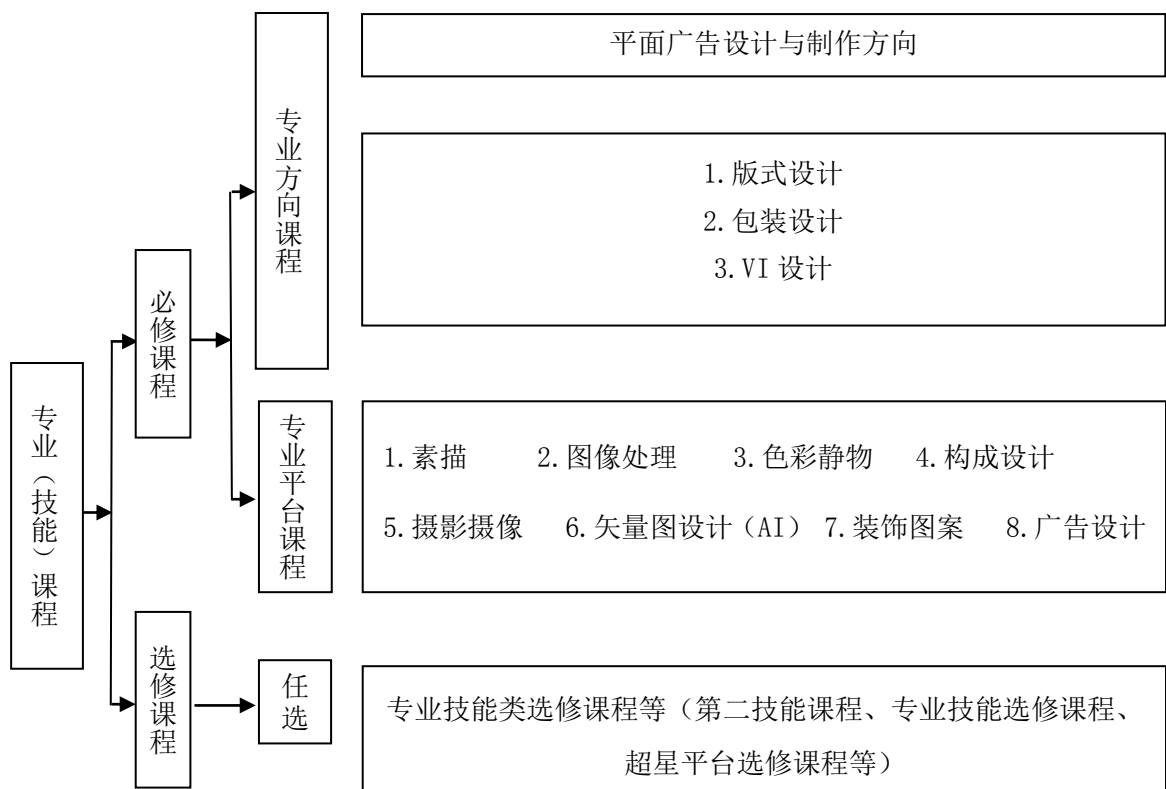 专业（技能）课程
必修课程
专业方向课程
平面广告设计与制作方向
1.版式设计
2.包装设计
3.VI 设计
专业平台课程
1.素描 2.图像处理 3.色彩静物 4.构成设计
5.摄影摄像 6.矢量图设计（AI） 7.装饰图案 8.广告设计
选修课程
任选
专业技能类选修课程等（第二技能课程、专业技能选修课程、
超星平台选修课程等）